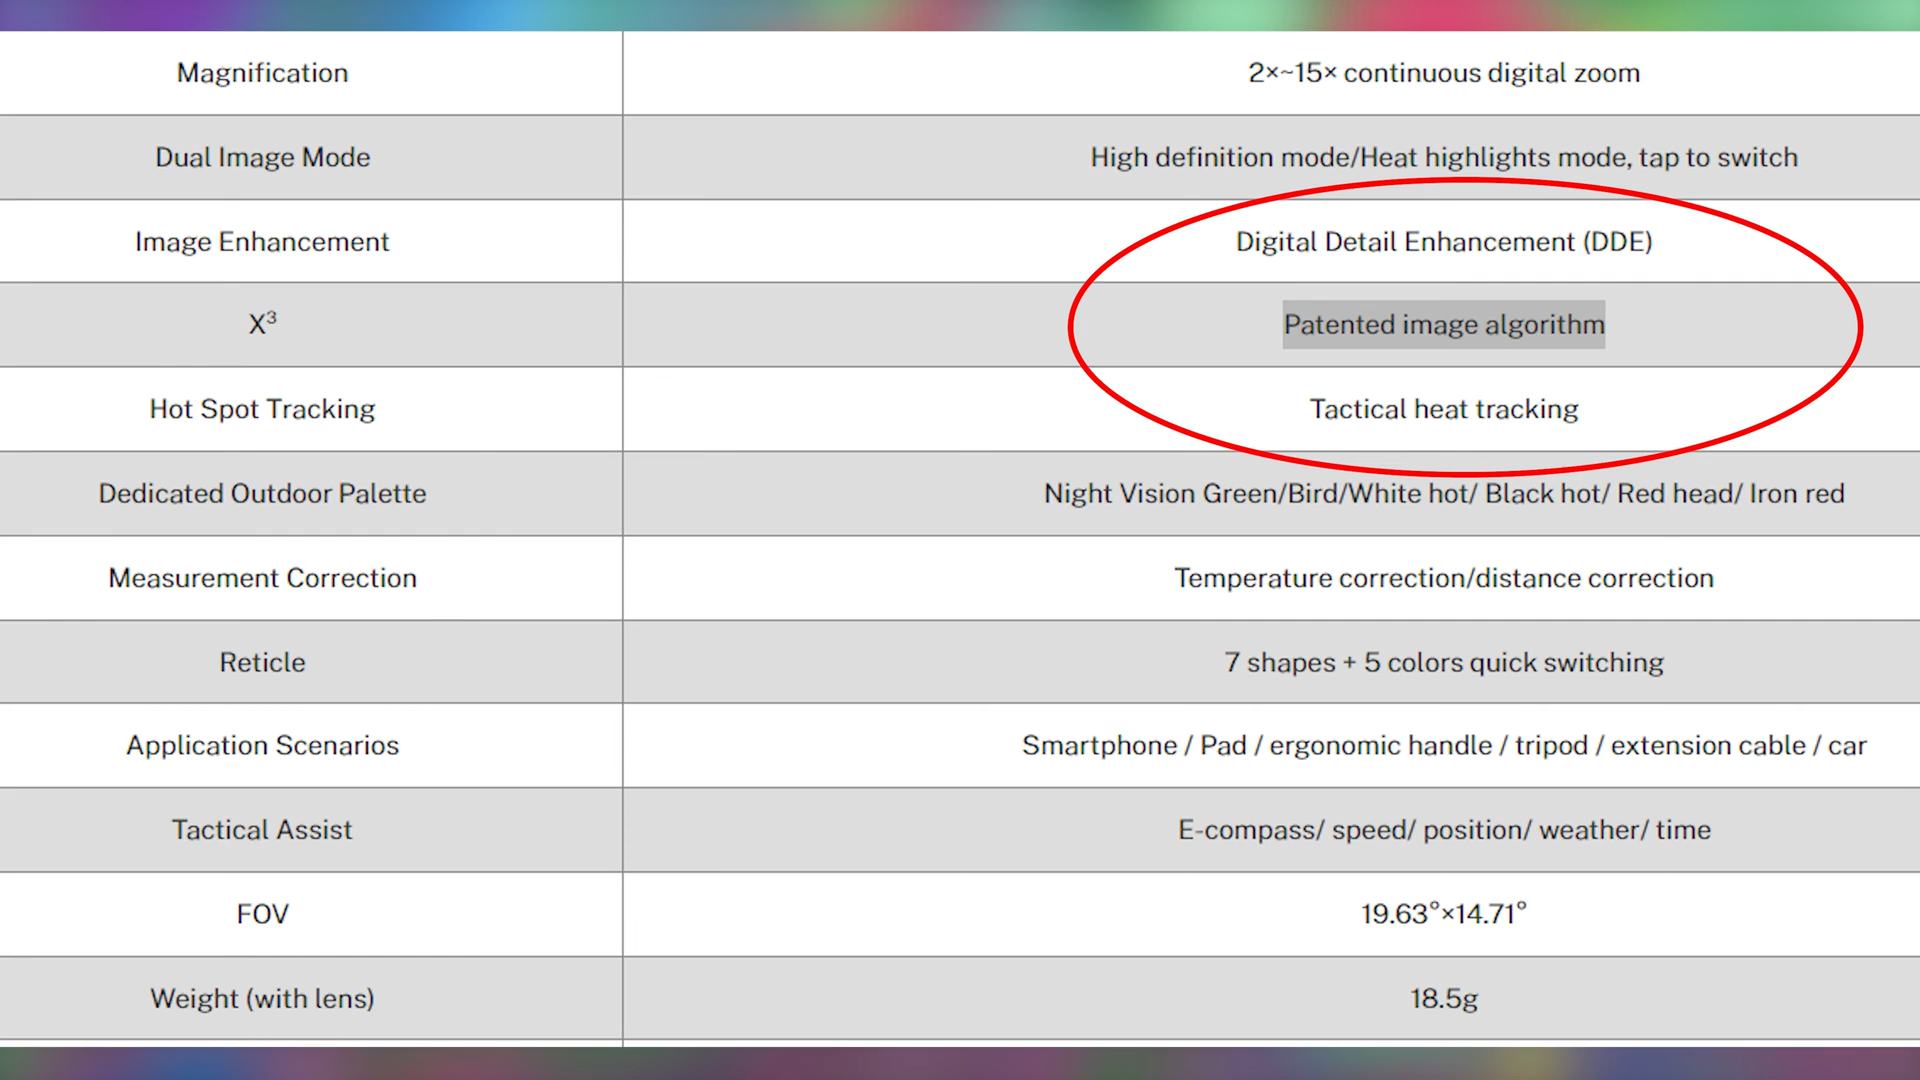 Magnification 2×~15× continuous digital zoom
Dual Image Mode High definition mode/Heat highlights mode, tap to switch
Image Enhancement Digital Detail Enhancement (DDE)
X³ Patented image algorithm
Hot Spot Tracking Tactical heat tracking
Dedicated Outdoor Palette Night Vision Green/Bird/White hot/ Black hot/ Red head/ Iron red
Measurement Correction Temperature correction/distance correction
Reticle 7 shapes + 5 colors quick switching
Application Scenarios Smartphone / Pad / ergonomic handle / tripod / extension cable / car
Tactical Assist E-compass/ speed/ position/ weather/ time
FOV 19.63°×14.71°
Weight (with lens) 18.5g